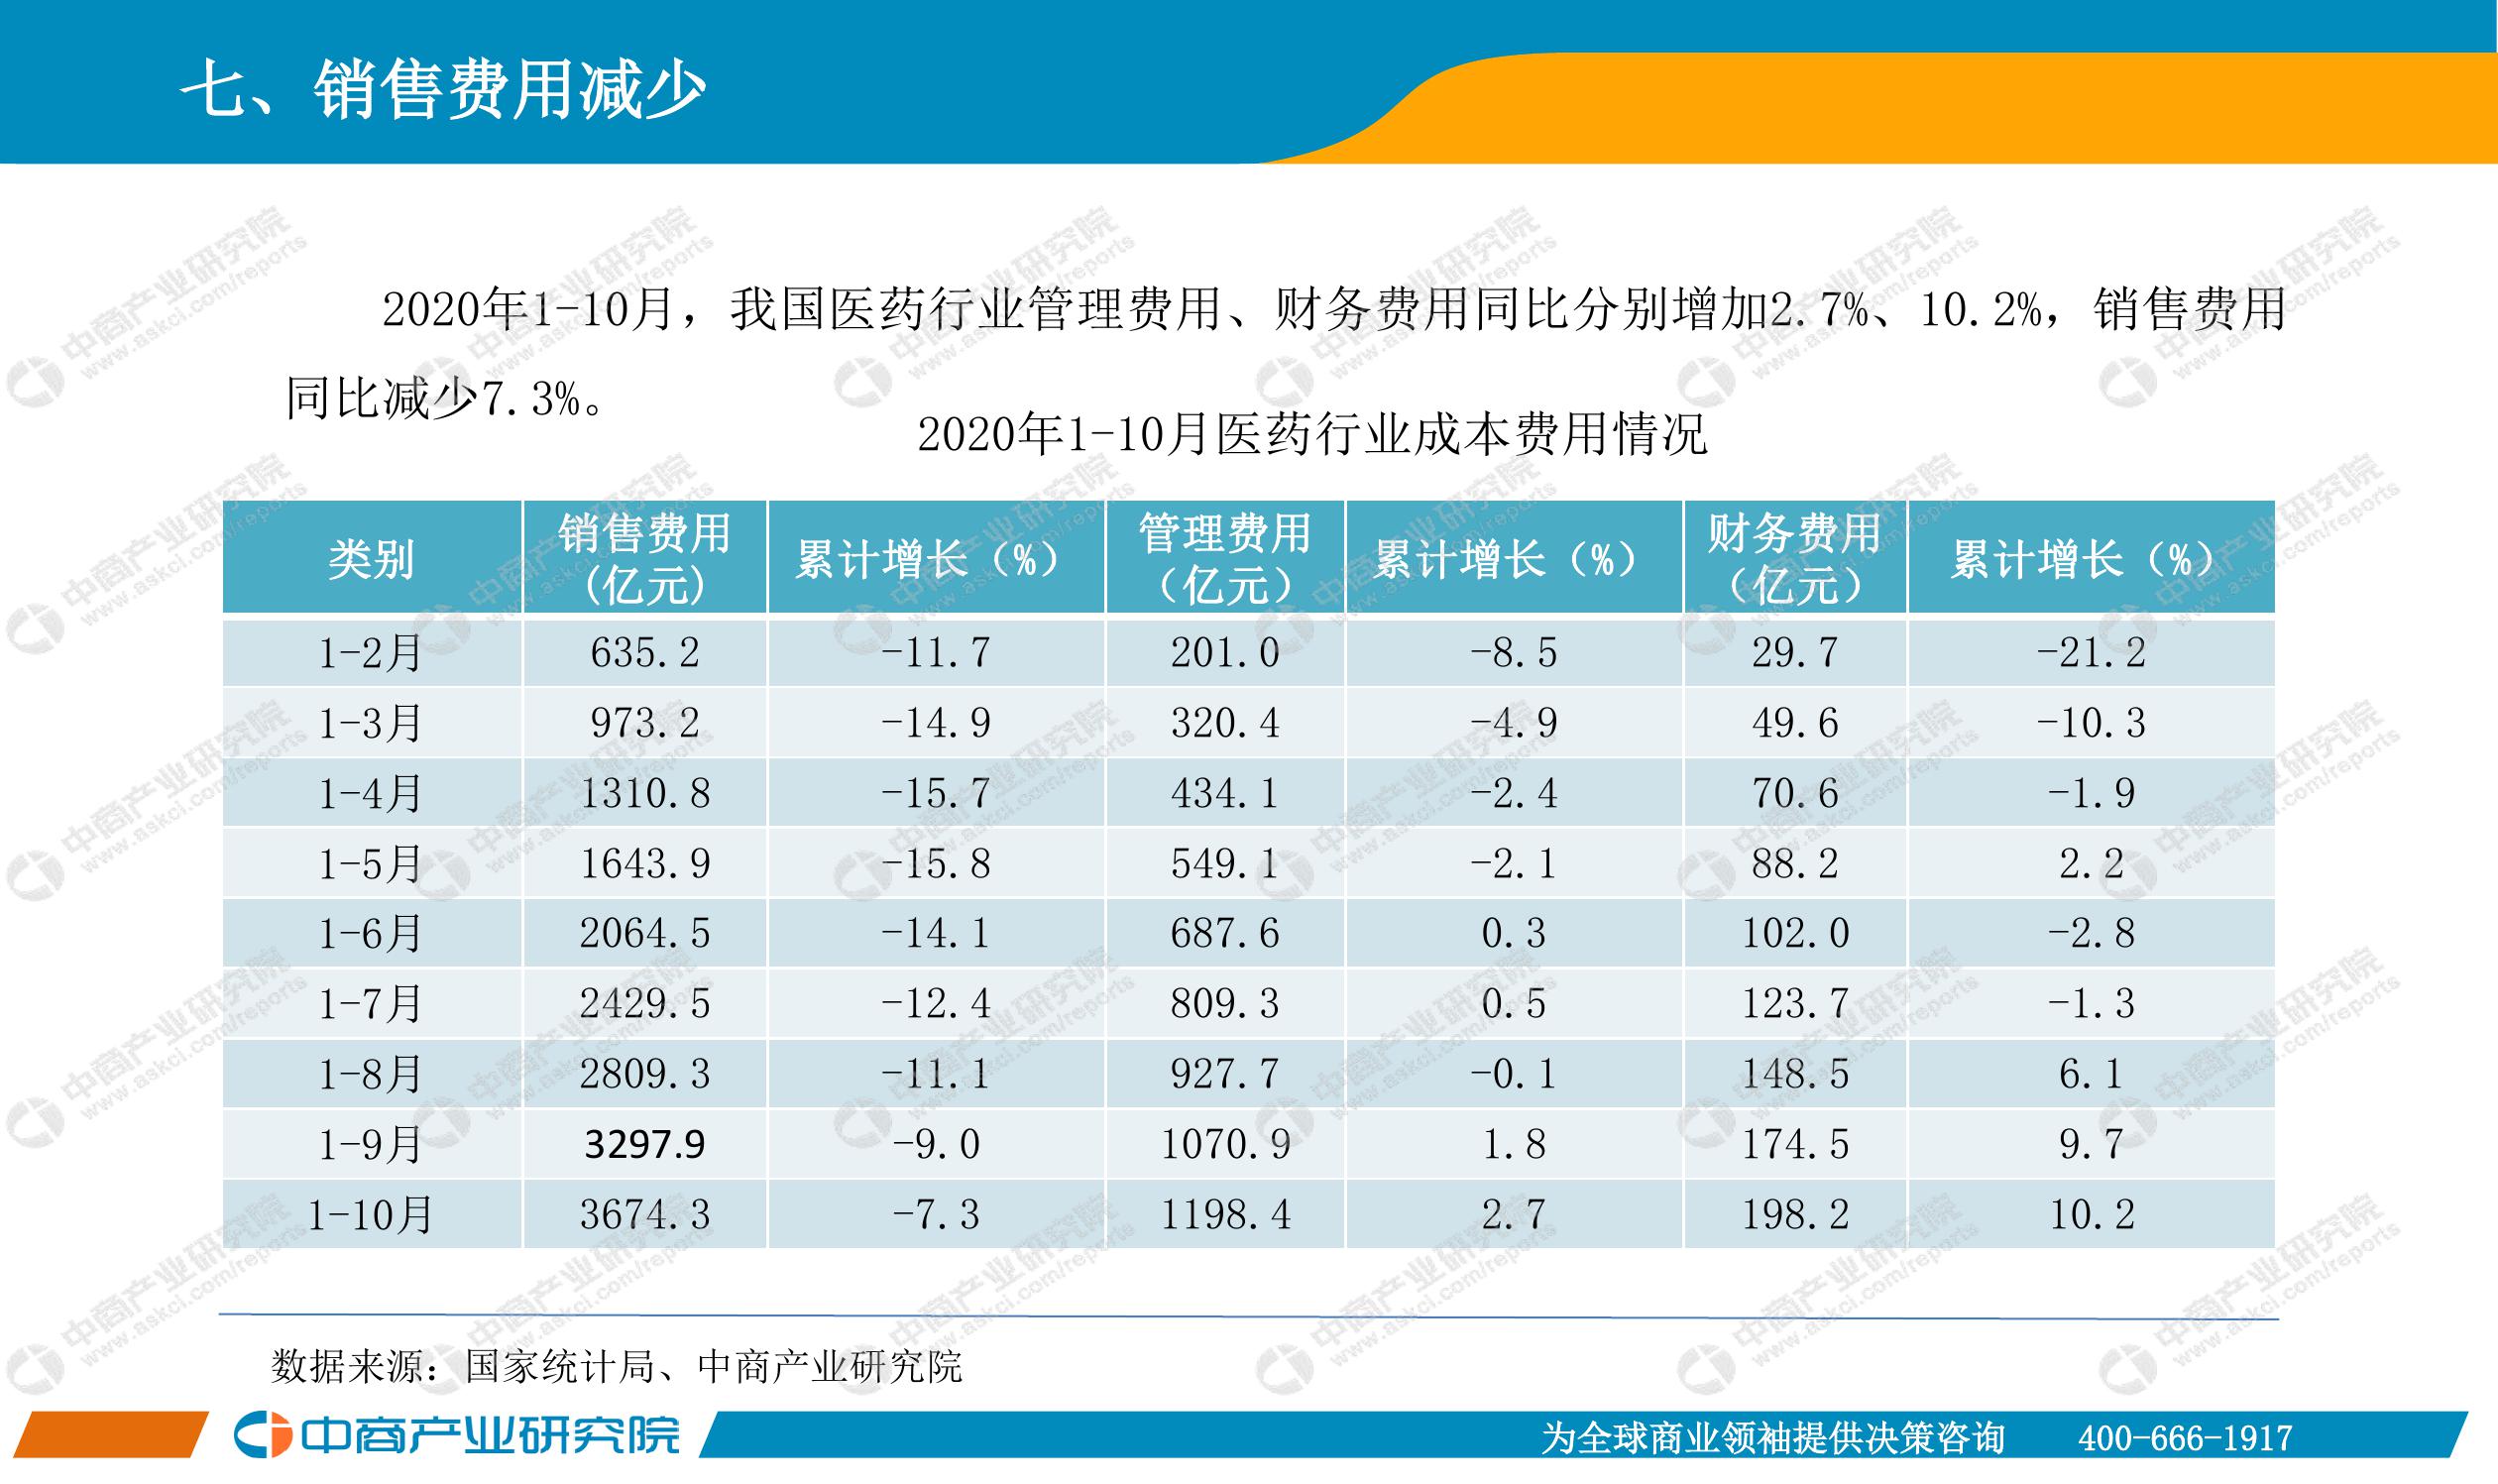 七、销售费用减少
2020年1-10月，我国医药行业管理费用、财务费用同比分别增加2.7%、10.2%，销售费用
同比减少7.3%。
2020年1-10月医药行业成本费用情况
类别 销售费用(亿元) 累计增长（%） 管理费用（亿元） 累计增长（%） 财务费用（亿元） 累计增长（%）
1-2月 635.2 -11.7 201.0 -8.5 29.7 -21.2
1-3月 973.2 -14.9 320.4 -4.9 49.6 -10.3
1-4月 1310.8 -15.7 434.1 -2.4 70.6 -1.9
1-5月 1643.9 -15.8 549.1 -2.1 88.2 2.2
1-6月 2064.5 -14.1 687.6 0.3 102.0 -2.8
1-7月 2429.5 -12.4 809.3 0.5 123.7 -1.3
1-8月 2809.3 -11.1 927.7 -0.1 148.5 6.1
1-9月 3297.9 -9.0 1070.9 1.8 174.5 9.7
1-10月 3674.3 -7.3 1198.4 2.7 198.2 10.2
数据来源：国家统计局、中商产业研究院
中商产业研究院
为全球商业领袖提供决策咨询 400-666-1917
中商产业研究院
www.askci.com/reports